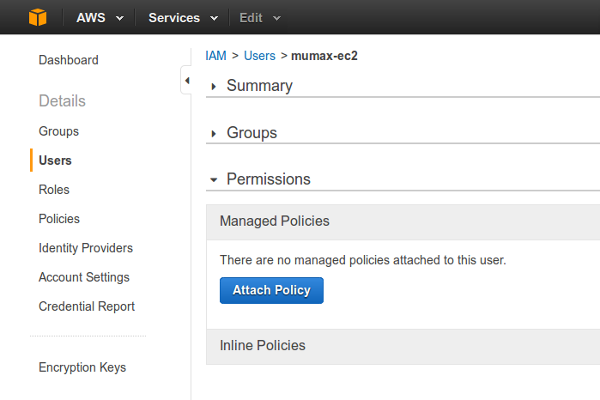 AWS Services Edit
Dashboard
Details
Groups
Users
Roles
Policies
Identity Providers
Account Settings
Credential Report
Encryption Keys
IAM > Users > mumax-ec2
Summary
Groups
Permissions
Managed Policies
There are no managed policies attached to this user.
Attach Policy
Inline Policies